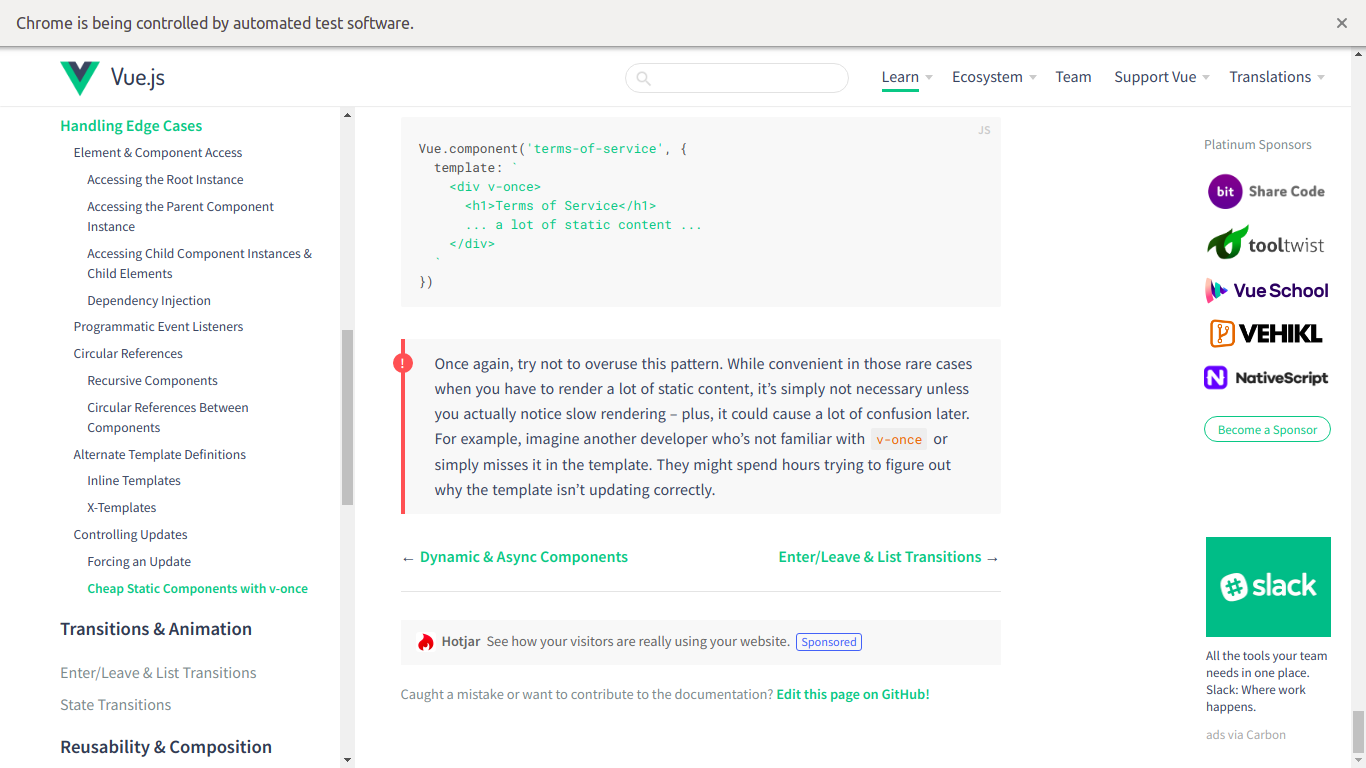 Chrome is being controlled by automated test software.
Vue.js
Learn
Ecosystem
Team
Support Vue
Translations
Handling Edge Cases
Element & Component Access
Accessing the Root Instance
Accessing the Parent Component
Instance
Accessing Child Component Instances &
Child Elements
Dependency Injection
Programmatic Event Listeners
Circular References
Recursive Components
Circular References Between
Components
Alternate Template Definitions
Inline Templates
X-Templates
Controlling Updates
Forcing an Update
Cheap Static Components with v-once
Transitions & Animation
Enter/Leave & List Transitions
State Transitions
Reusability & Composition
JS
Vue.component('terms-of-service', {
template: `
<div v-once>
<h1>Terms of Service</h1>
... a lot of static content ...
</div>
`
})
!
Once again, try not to overuse this pattern. While convenient in those rare cases
when you have to render a lot of static content, it's simply not necessary unless
you actually notice slow rendering – plus, it could cause a lot of confusion later.
For example, imagine another developer who's not familiar with v-once or
simply misses it in the template. They might spend hours trying to figure out
why the template isn't updating correctly.
← Dynamic & Async Components
Enter/Leave & List Transitions →
Hotjar See how your visitors are really using your website. Sponsored
Caught a mistake or want to contribute to the documentation? Edit this page on GitHub!
Platinum Sponsors
bit Share Code
tooltwist
Vue School
VEHIKL
N NativeScript
Become a Sponsor
slack
All the tools your team
needs in one place.
Slack: Where work
happens.
ads via Carbon